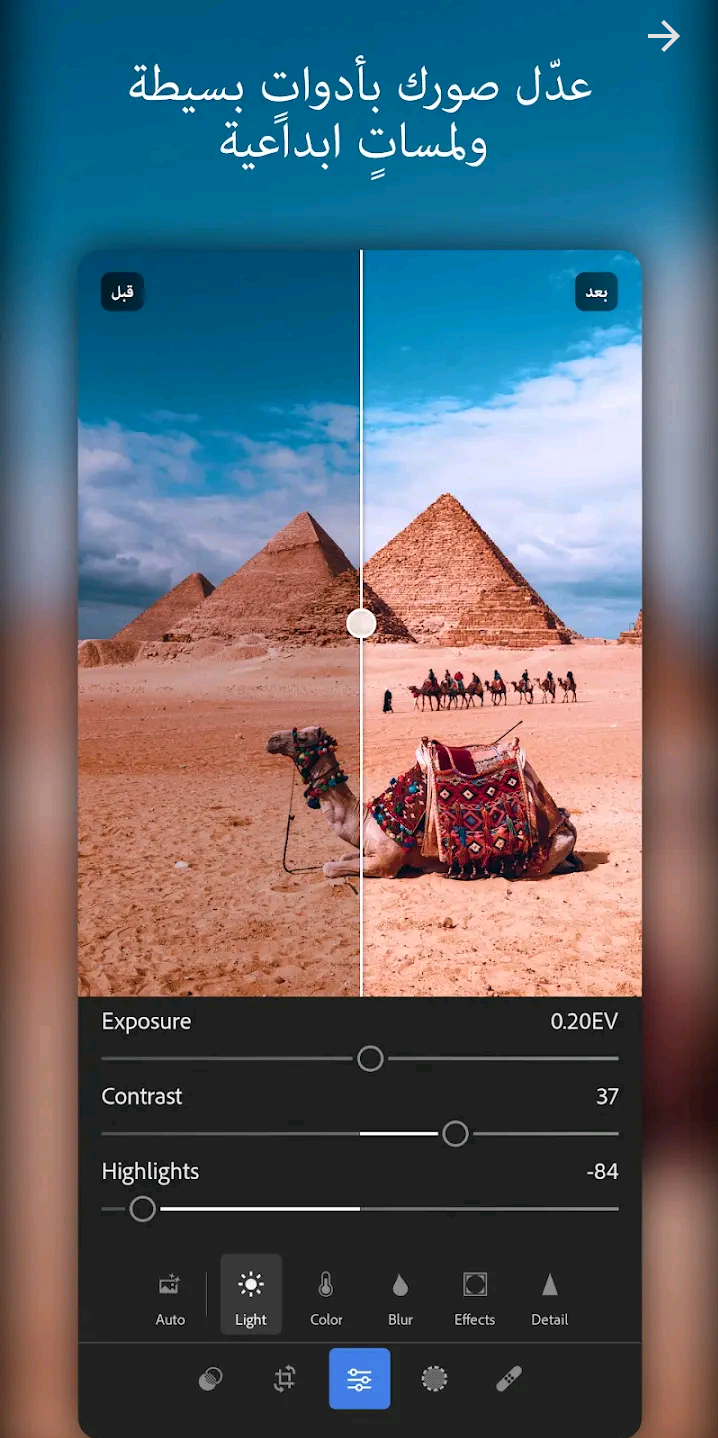 عدّل صورك بأدواتٍ بسيطة
ولمساتٍ ابداعية
بعد
قبل
Exposure 0.20EV
Contrast 37
Highlights -84
Auto Light Color Blur Effects Detail